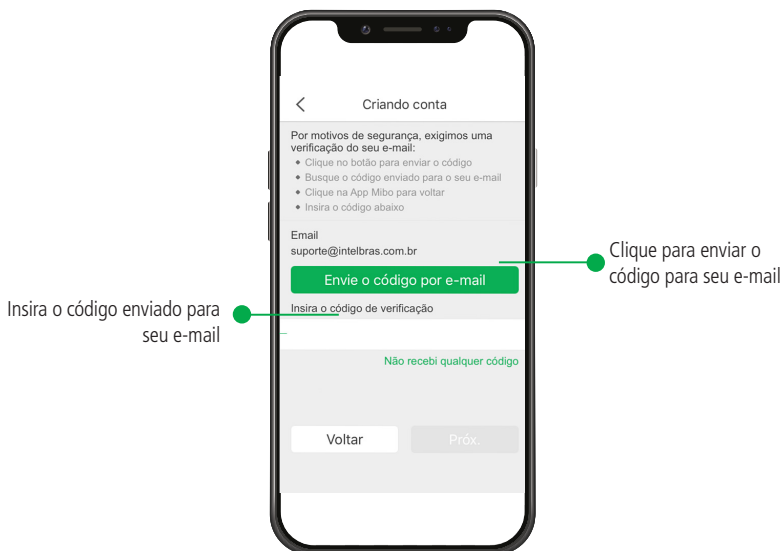 Criando conta
Por motivos de segurança, exigimos uma
verificação do seu e-mail:
• Clique no botão para enviar o código
• Busque o código enviado para o seu e-mail
• Clique na App Mibo para voltar
• Insira o código abaixo
Email
suporte@intelbras.com.br
Clique para enviar o
código para seu e-mail
Envie o código por e-mail
Insira o código de verificação
Insira o código enviado para
seu e-mail
Não recebi qualquer código
Voltar
Próx.